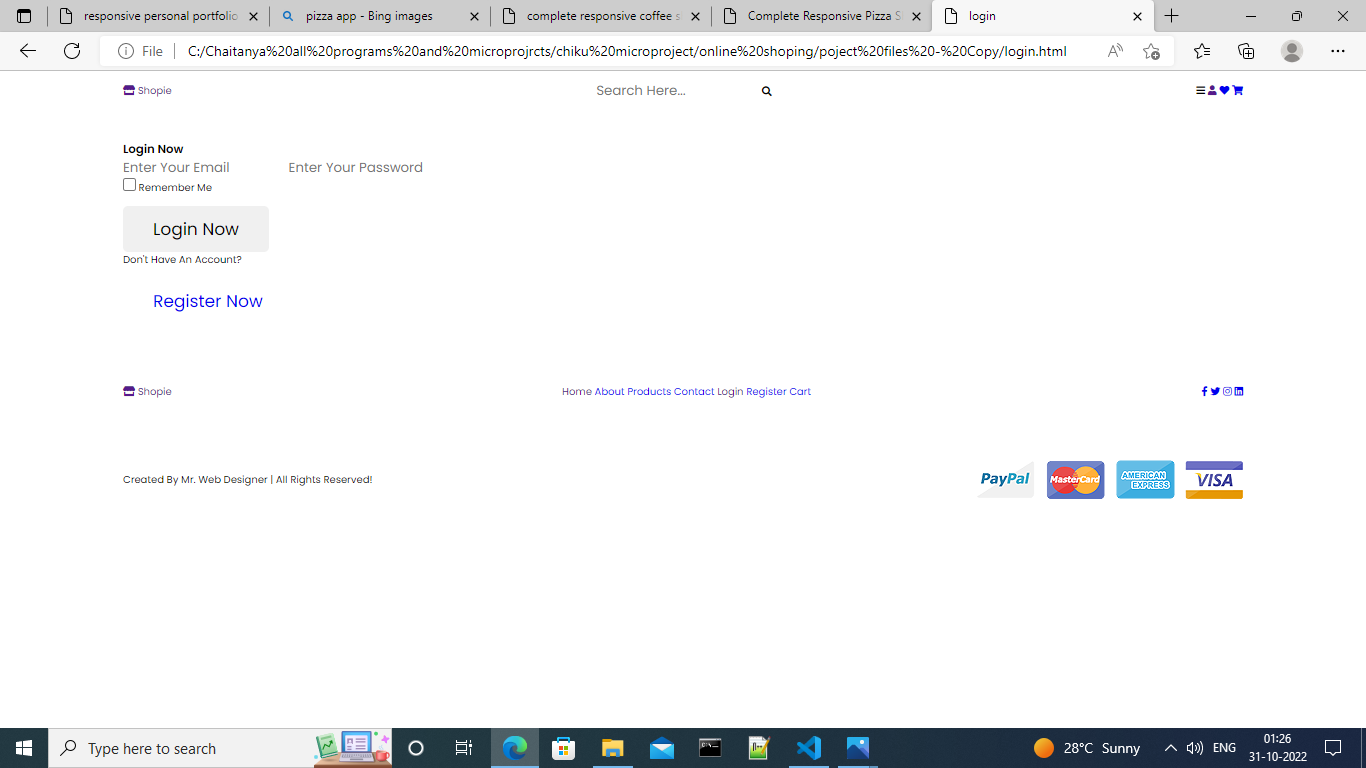 responsive personal portfolio
pizza app - Bing images
complete responsive coffee s
Complete Responsive Pizza S
login
File
C:/Chaitanya%20all%20programs%20and%20microprojrcts/chiku%20microproject/online%20shoping/poject%20files%20-%20Copy/login.html
Shopie
Search Here...
Login Now
Enter Your Email Enter Your Password
Remember Me
Login Now
Don't Have An Account?
Register Now
Shopie
Home About Products Contact Login Register Cart
Created By Mr. Web Designer | All Rights Reserved!
PayPal MasterCard AMERICAN EXPRESS VISA
Type here to search
28°C Sunny
ENG
01:26
31-10-2022